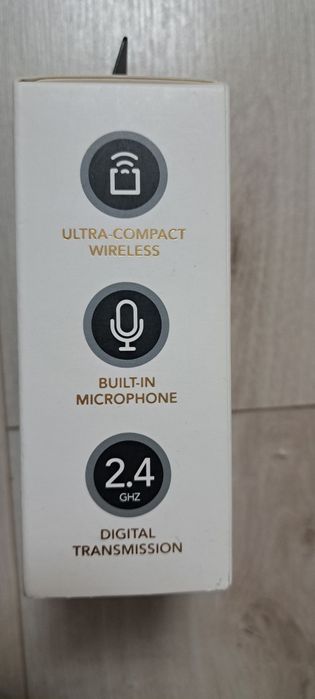 ULTRA-COMPACT
WIRELESS
BUILT-IN
MICROPHONE
2.4
GHZ
DIGITAL
TRANSMISSION